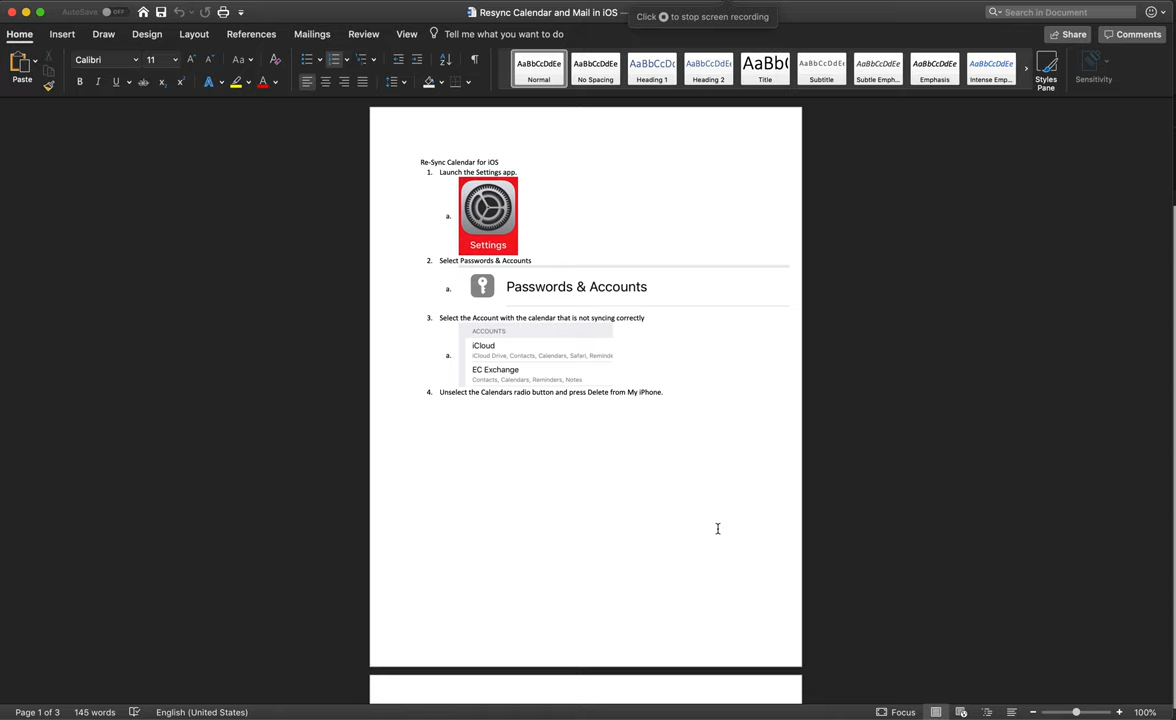 AutoSave OFF
Resync Calendar and Mail in iOS —
Click to stop screen recording
Search in Document
Home Insert Draw Design Layout References Mailings Review View Tell me what you want to do
Share Comments
Paste
Calibri 11
AaBbCcDdEe AaBbCcDdEe AaBbCcDc AaBbCcDdEe AaBb( AaBbCcDdEe AaBbCcDdEe AaBbCcDdEe AaBbCcDdEe
Normal No Spacing Heading 1 Heading 2 Title Subtitle Subtle Emph... Emphasis Intense Emp...
Styles
Pane
Sensitivity
Re-Sync Calendar for iOS
1. Launch the Settings app.
a.
Settings
2. Select Passwords & Accounts
a. Passwords & Accounts
3. Select the Account with the calendar that is not syncing correctly
ACCOUNTS
iCloud
a. iCloud Drive, Contacts, Calendars, Safari, Reminde
EC Exchange
Contacts, Calendars, Reminders, Notes
4. Unselect the Calendars radio button and press Delete from My iPhone.
Page 1 of 3 145 words English (United States)
Focus
100%